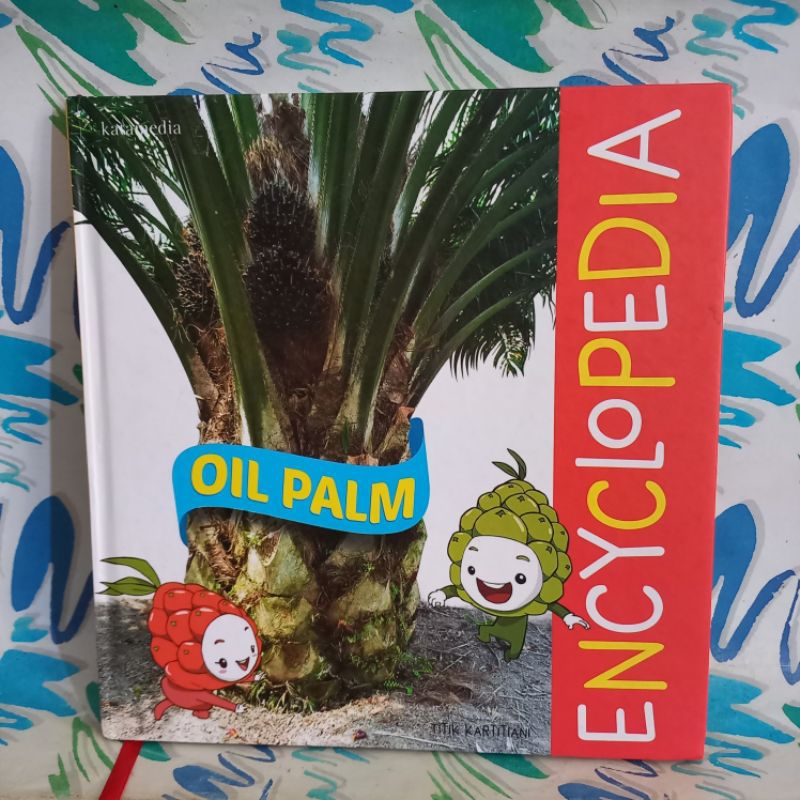 katamedia
OIL PALM
ENCYCLOPEDIA
TITIK KARTITIANI